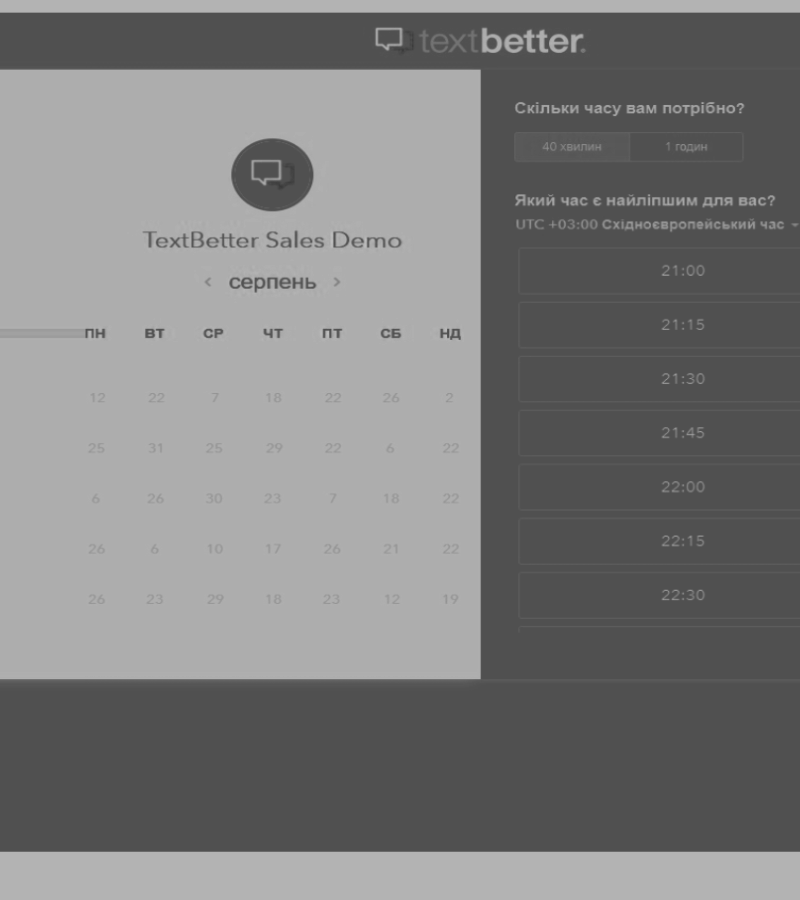 textbetter.
TextBetter Sales Demo
серпень
ПН ВТ СР ЧТ ПТ СБ НД
12 22 7 18 22 26 2
25 31 25 29 22 6 22
6 26 30 23 7 18 22
26 6 10 17 26 21 22
26 23 29 18 23 12 19
Скільки часу вам потрібно?
40 хвилин 1 годин
Який час є найліпшим для вас?
UTC +03:00 Східноєвропейський час
21:00
21:15
21:30
21:45
22:00
22:15
22:30